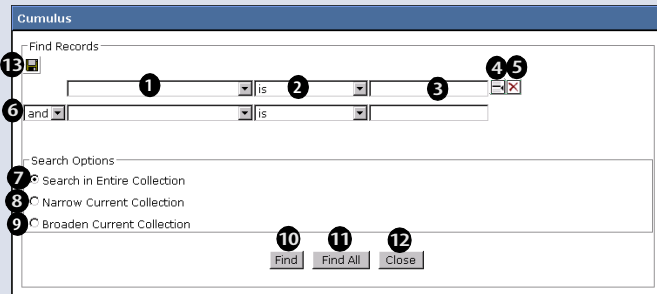 Cumulus
Find Records
13
1 is 2 3 4 5
6 and is
Search Options
7 Search in Entire Collection
8 Narrow Current Collection
9 Broaden Current Collection
10 11 12
Find Find All Close